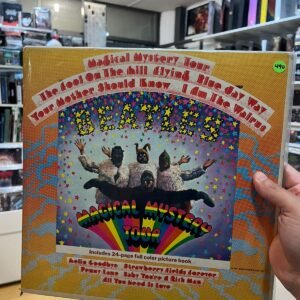 Magical Mystery Tour
The Fool On The Hill Flying Blue Jay Way
Your Mother Should Know I Am The Walrus
BEATLES
MAGICAL MYSTERY
TOUR
Includes 24-page full color picture book
Hello Goodbye Strawberry Fields Forever
Penny Lane Baby You're A Rich Man
All You Need Is Love